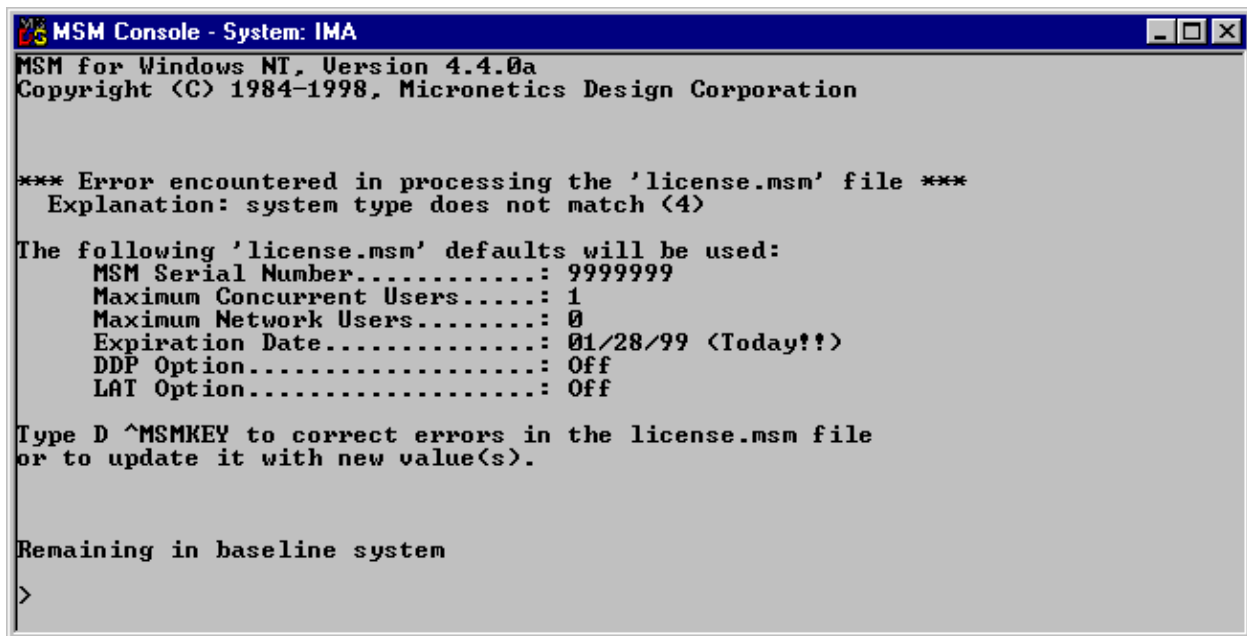 MSM Console - System: IMA
MSM for Windows NT, Version 4.4.0a
Copyright (C) 1984-1998, Micronetics Design Corporation
*** Error encountered in processing the 'license.msm' file ***
Explanation: system type does not match (4)
The following 'license.msm' defaults will be used:
MSM Serial Number.............: 9999999
Maximum Concurrent Users.....: 1
Maximum Network Users........: 0
Expiration Date..............: 01/28/99 (Today!!)
DDP Option...................: Off
LAT Option...................: Off
Type D ^MSMKEY to correct errors in the license.msm file
or to update it with new value(s).
Remaining in baseline system
>